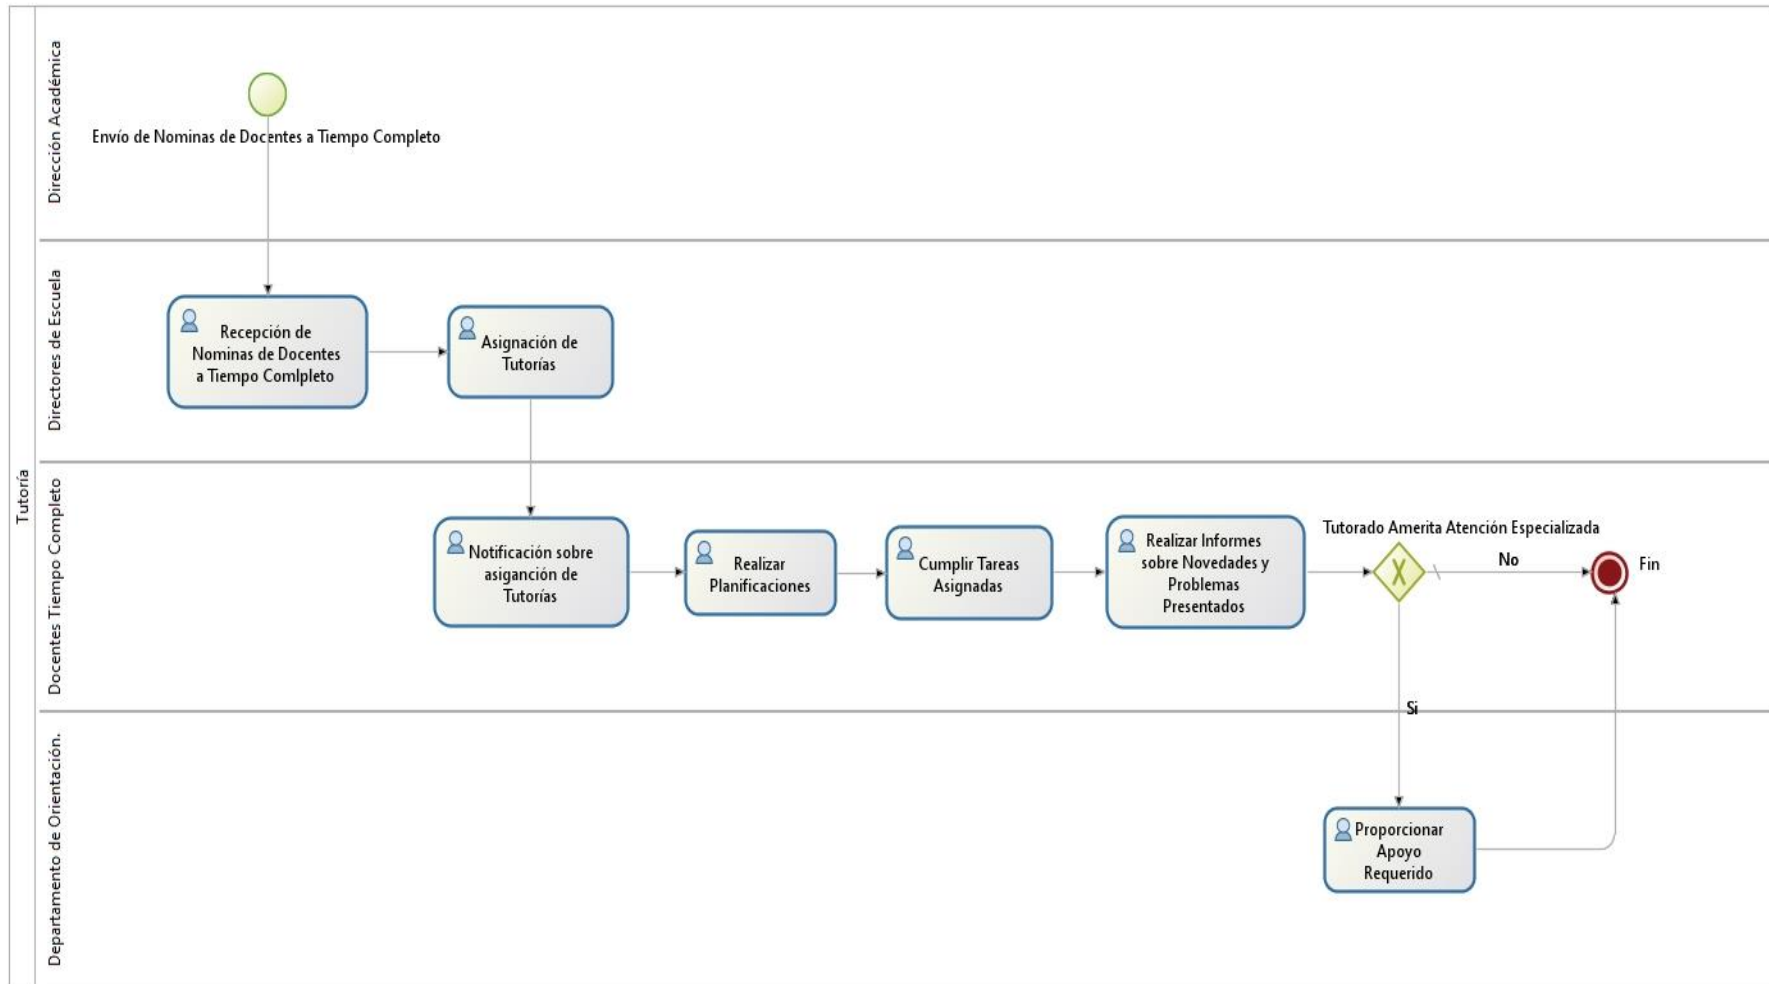 Tutoría
Dirección Académica
Envío de Nominas de Docentes a Tiempo Completo
Directores de Escuela
Recepción de
Nominas de Docentes
a Tiempo Comlpleto
Asignación de
Tutorías
Docentes Tiempo Completo
Notificación sobre
asigančión de
Tutorías
Realizar
Planificaciones
Cumplir Tareas
Asignadas
Realizar Informes
sobre Novedades y
Problemas
Presentados
Tutorado Amerita Atención Especializada
No
Fin
Si
Departamento de Orientación.
Proporcionar
Apoyo
Requerido